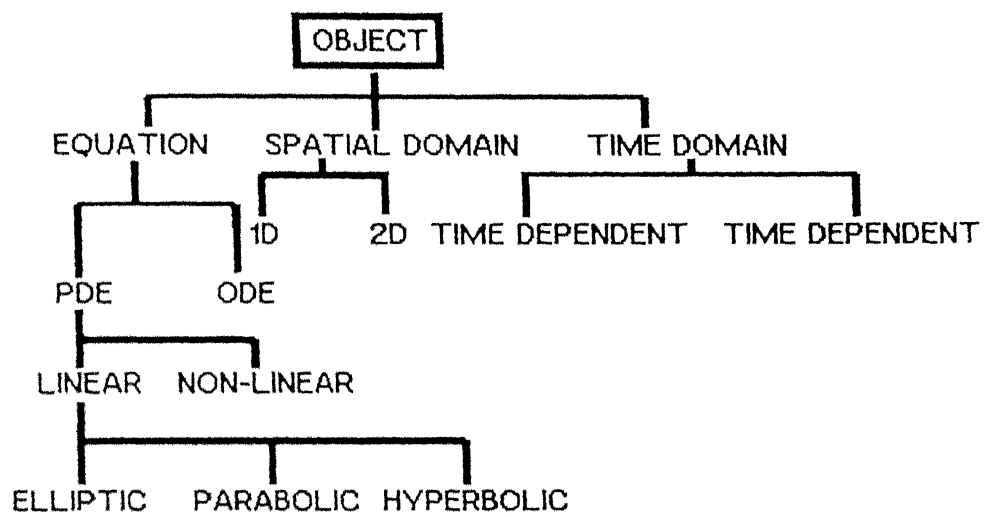 OBJECT
EQUATION SPATIAL DOMAIN TIME DOMAIN
1D 2D TIME DEPENDENT TIME DEPENDENT
PDE ODE
LINEAR NON-LINEAR
ELLIPTIC PARABOLIC HYPERBOLIC